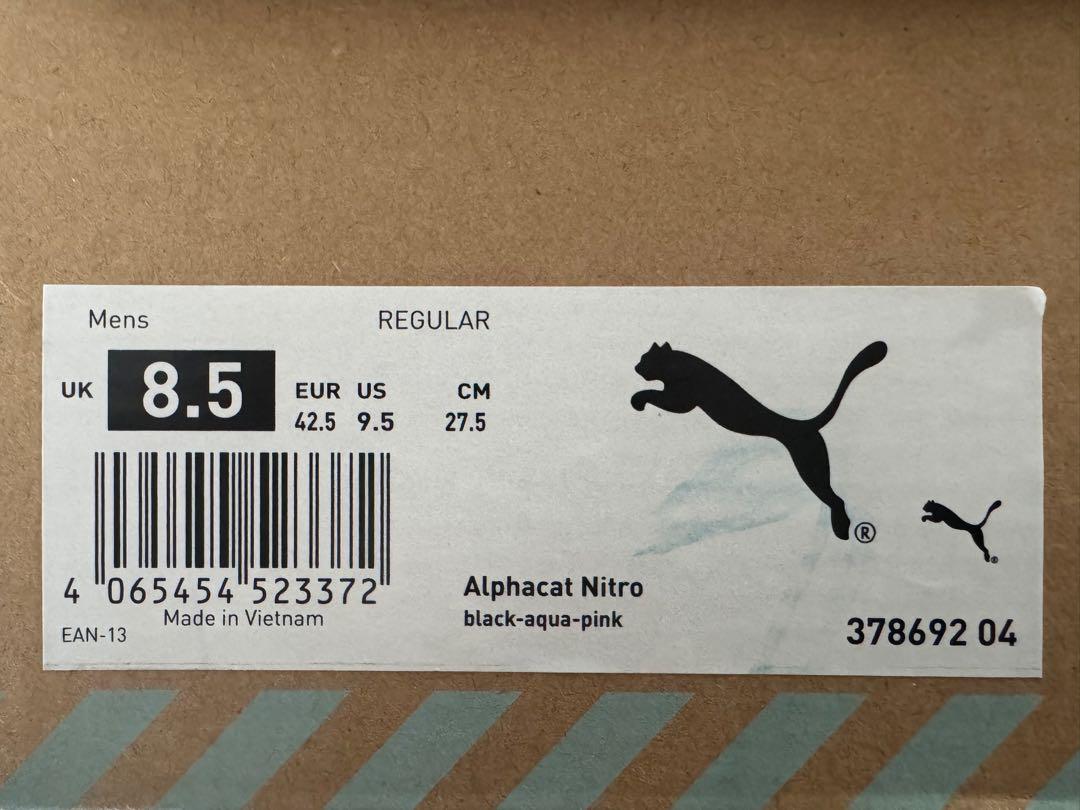 Mens REGULAR
UK 8.5 EUR US CM
42.5 9.5 27.5
4 065454 523372
Made in Vietnam
EAN-13
Alphacat Nitro
black-aqua-pink
378692 04
®
®